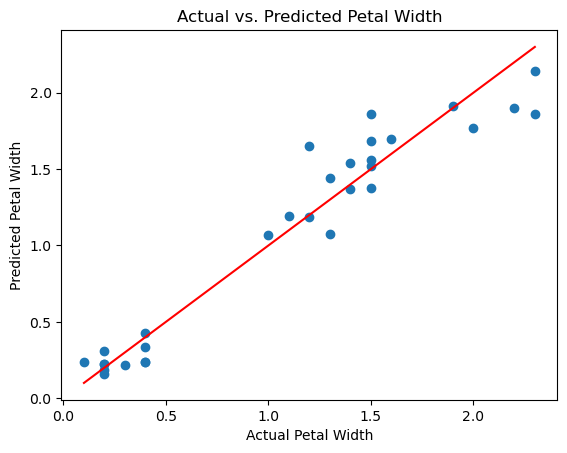 Actual vs. Predicted Petal Width
Predicted Petal Width
2.0
1.5
1.0
0.5
0.0
0.0 0.5 1.0 1.5 2.0
Actual Petal Width